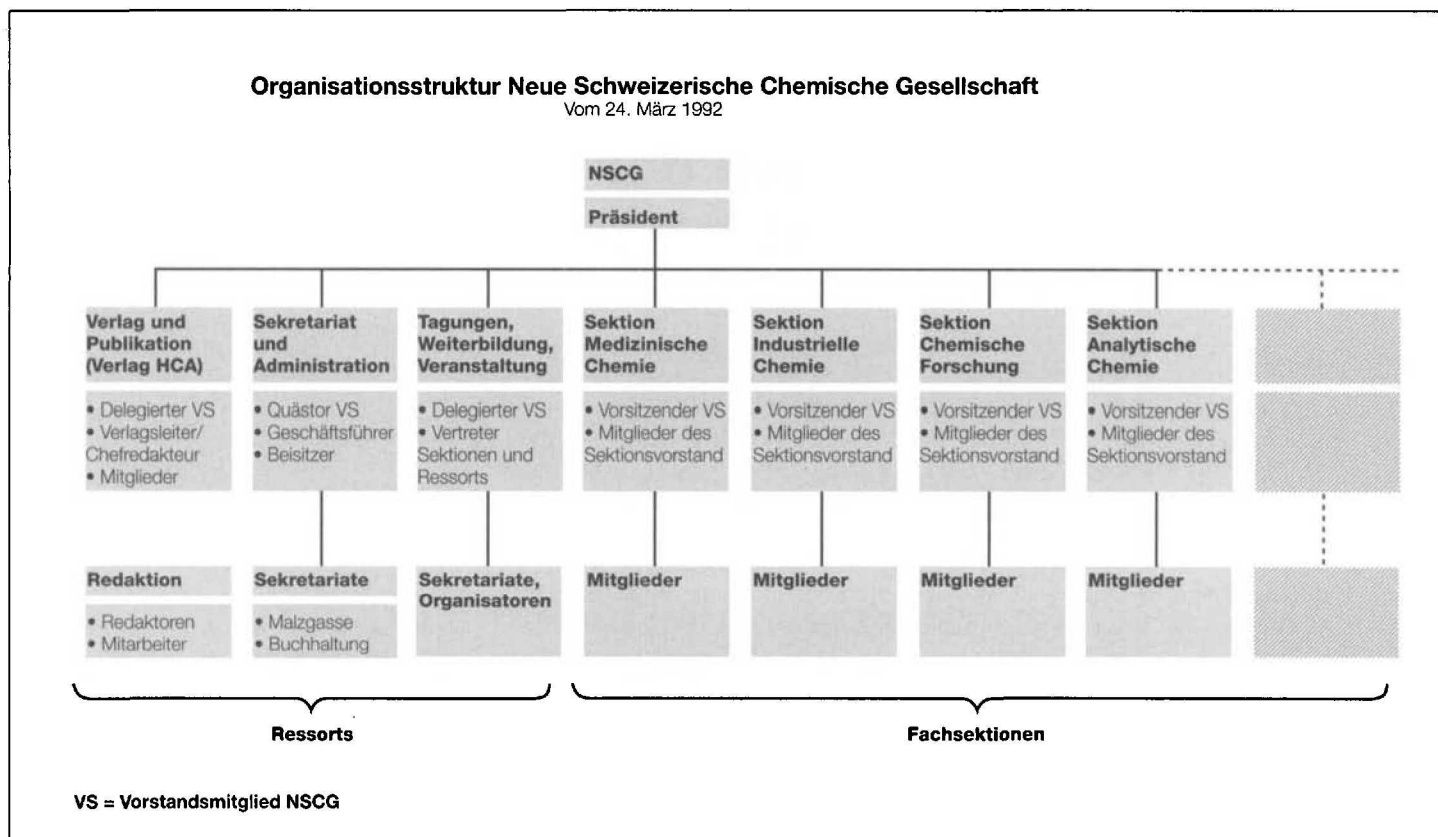 Organisationsstruktur Neue Schweizerische Chemische Gesellschaft
Vom 24. März 1992
NSCG
Präsident
Verlag und
Publikation
(Verlag HCA)
• Delegierter VS
• Verlagsleiter/
Chefredakteur
• Mitglieder
Redaktion
• Redaktoren
• Mitarbeiter
Sekretariat
und
Administration
• Quästor VS
• Geschäftsführer
• Beisitzer
Sekretariate
• Malzgasse
• Buchhaltung
Tagungen,
Weiterbildung,
Veranstaltung
• Delegierter VS
• Vertreter
Sektionen und
Ressorts
Sekretariate,
Organisatoren
Sektion
Medizinische
Chemie
• Vorsitzender VS
• Mitglieder des
Sektionsvorstand
Mitglieder
Sektion
Industrielle
Chemie
• Vorsitzender VS
• Mitglieder des
Sektionsvorstand
Mitglieder
Sektion
Chemische
Forschung
• Vorsitzender VS
• Mitglieder des
Sektionsvorstand
Mitglieder
Sektion
Analytische
Chemie
• Vorsitzender VS
• Mitglieder des
Sektionsvorstand
Mitglieder
Ressorts
Fachsektionen
VS = Vorstandsmitglied NSCG